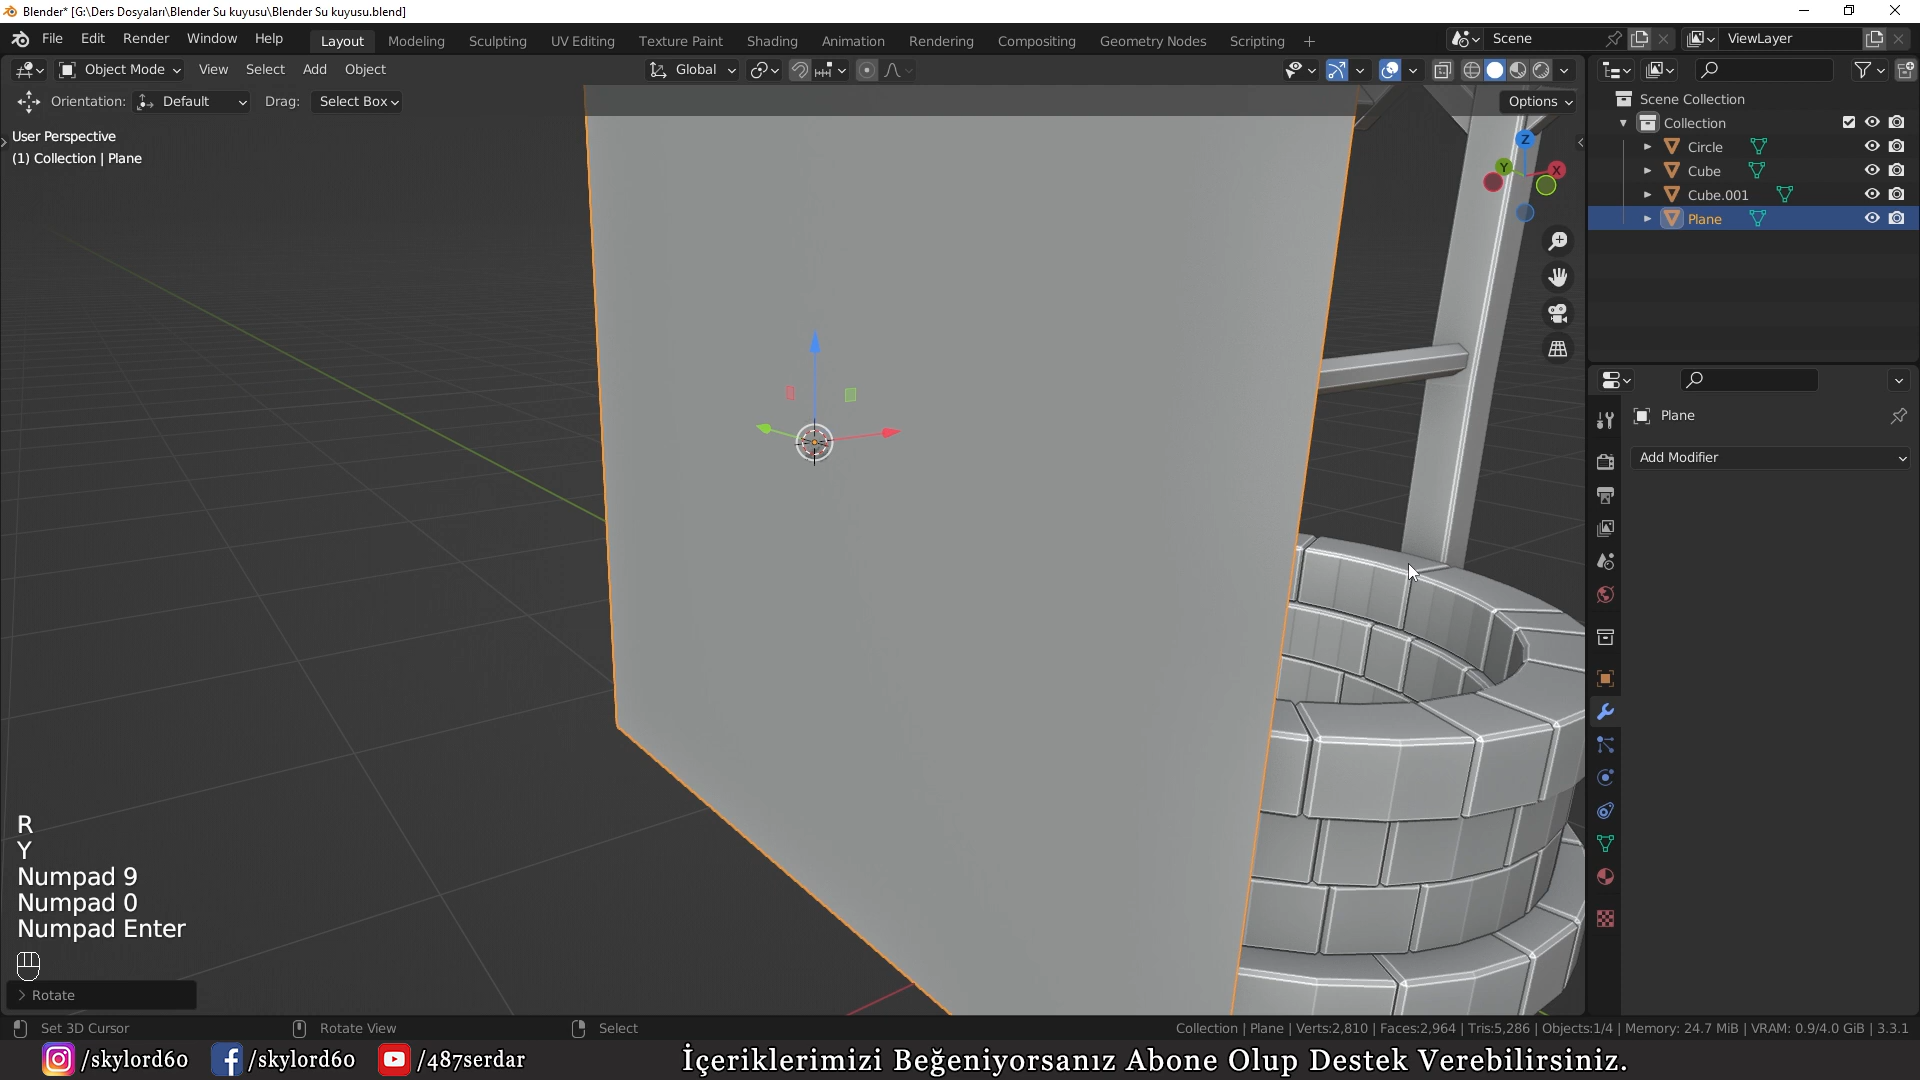 Blender* [G:\Ders Dosyaları\Blender Su kuyusu\Blender Su kuyusu.blend]
File Edit Render Window Help Layout Modeling Sculpting UV Editing Texture Paint Shading Animation Rendering Compositing Geometry Nodes Scripting + Scene ViewLayer
Object Mode View Select Add Object Global
Orientation: Default Drag: Select Box Options
Scene Collection
Collection
Circle
Cube
Cube.001
Plane
User Perspective
(1) Collection | Plane
Z
Y
X
Plane
Add Modifier
R
Y
Numpad 9
Numpad 0
Numpad Enter
Rotate
Set 3D Cursor Rotate View Select Collection | Plane | Verts:2,810 | Faces:2,964 | Tris:5,286 | Objects:1/4 | Memory: 24.7 MiB | VRAM: 0.9/4.0 GiB | 3.3.1
/skylord60 /skylord60 /487serdar İçeriklerimizi Beğeniyorsanız Abone Olup Destek Verebilirsiniz.